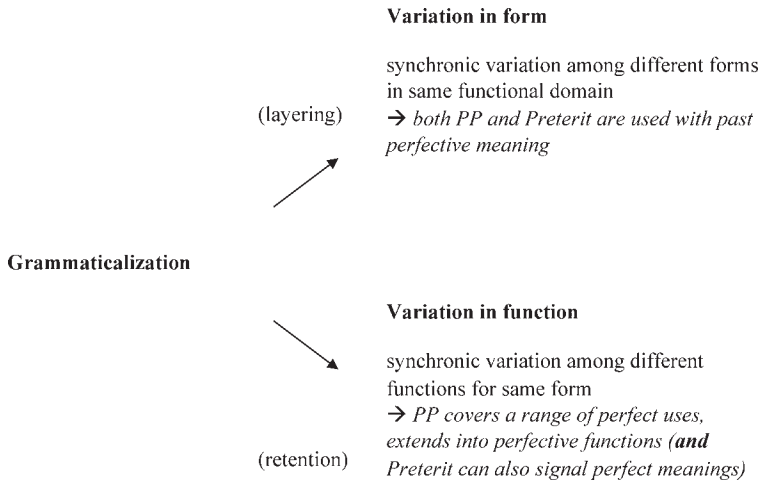 Variation in form
synchronic variation among different forms
in same functional domain
(layering)
→ both PP and Preterit are used with past
perfective meaning
Grammaticalization
Variation in function
synchronic variation among different
functions for same form
→ PP covers a range of perfect uses,
extends into perfective functions (and
(retention)
Preterit can also signal perfect meanings)